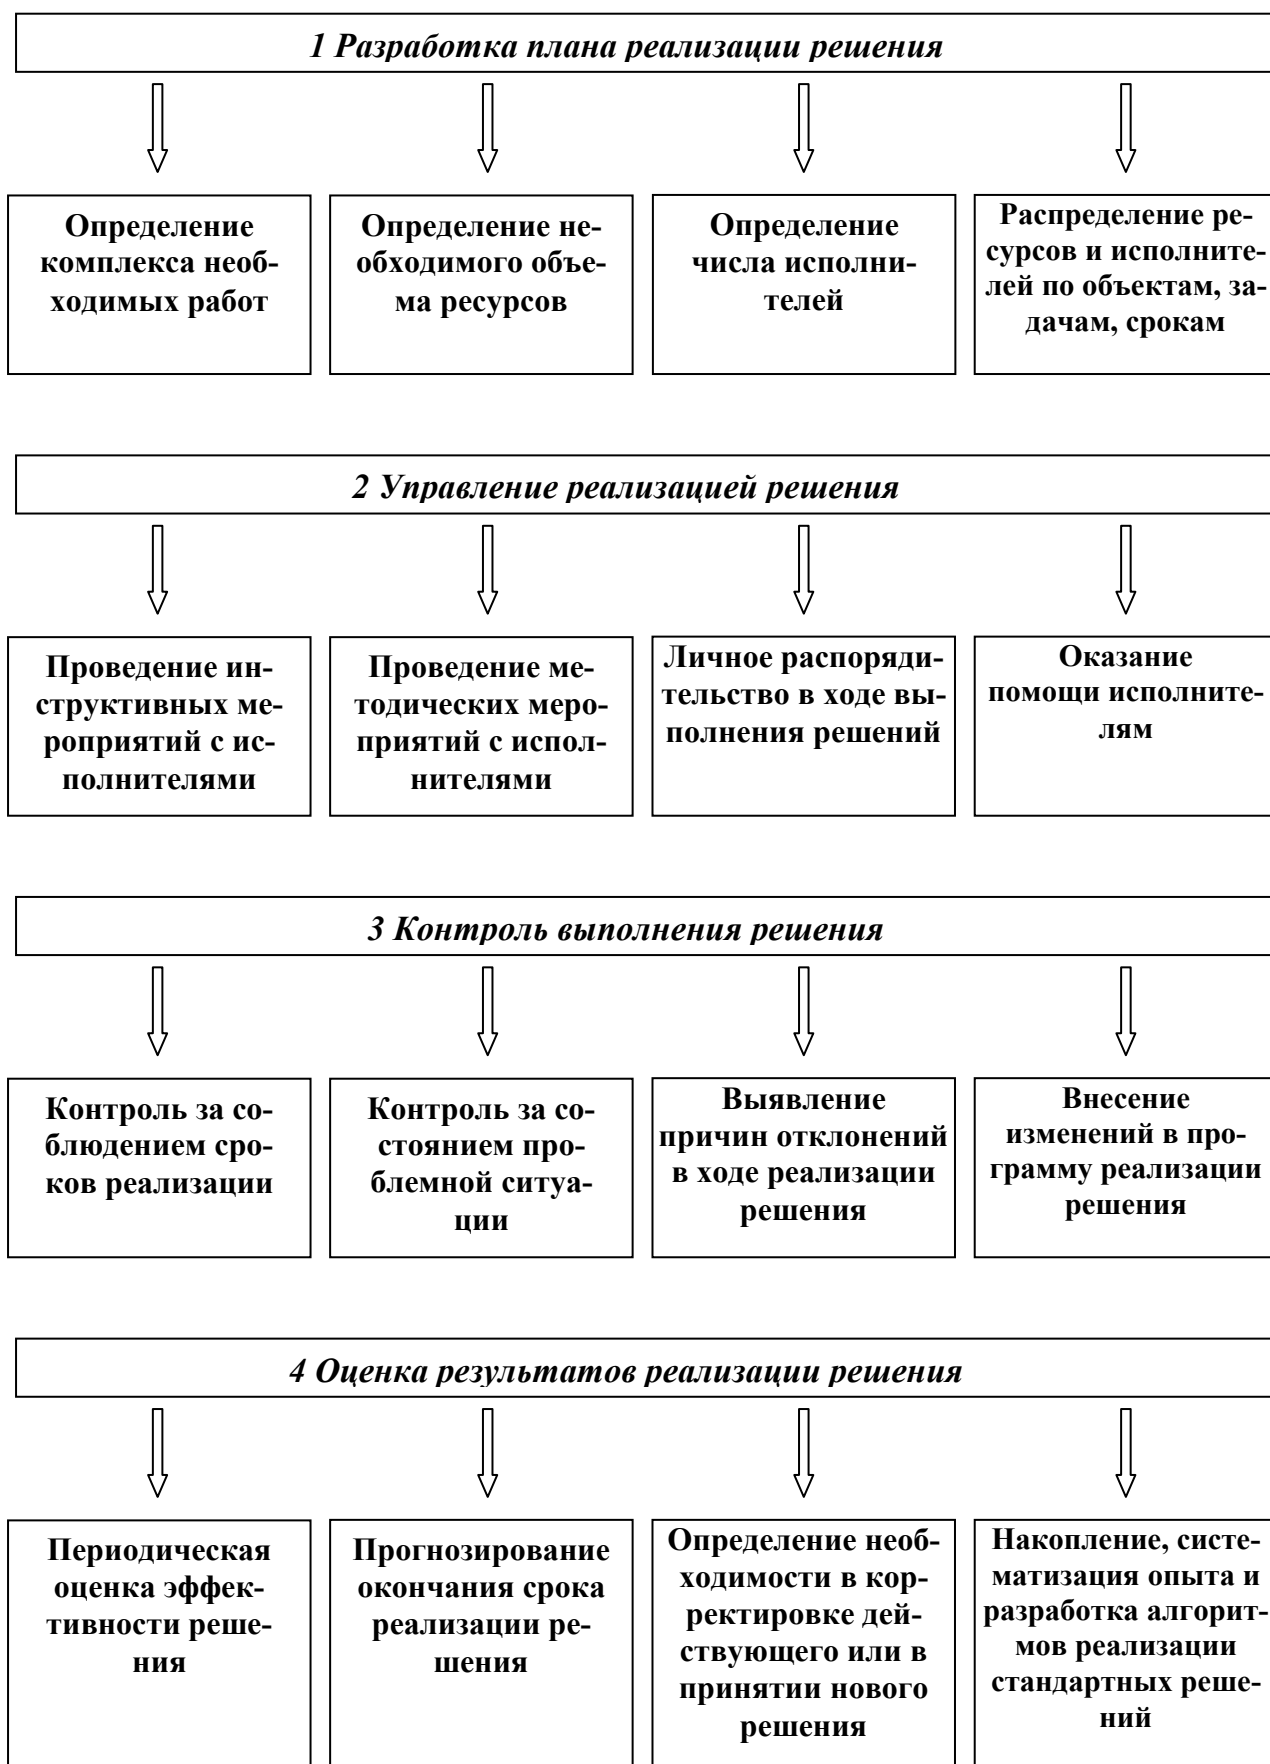 1 Разработка плана реализации решения
Определение
комплекса необ-
ходимых работ
Определение не-
обходимого объе-
ма ресурсов
Определение
числа исполни-
телей
Распределение ре-
сурсов и исполните-
лей по объектам, за-
дачам, срокам
2 Управление реализацией решения
Проведение ин-
структивных ме-
роприятий с ис-
полнителями
Проведение ме-
тодических меро-
приятий с испол-
нителями
Личное распоряди-
тельство в ходе вы-
полнения решений
Оказание
помощи исполните-
лям
3 Контроль выполнения решения
Контроль за со-
блюдением сро-
ков реализации
Контроль за со-
стоянием про-
блемной ситуа-
ции
Выявление
причин отклонений
в ходе реализации
решения
Внесение
изменений в про-
грамму реализации
решения
4 Оценка результатов реализации решения
Периодическая
оценка эффек-
тивности реше-
ния
Прогнозирование
окончания срока
реализации ре-
шения
Определение необ-
ходимости в кор-
ректировке дей-
ствующего или в
принятии нового
решения
Накопление, систе-
матизация опыта и
разработка алгорит-
мов реализации
стандартных реше-
ний